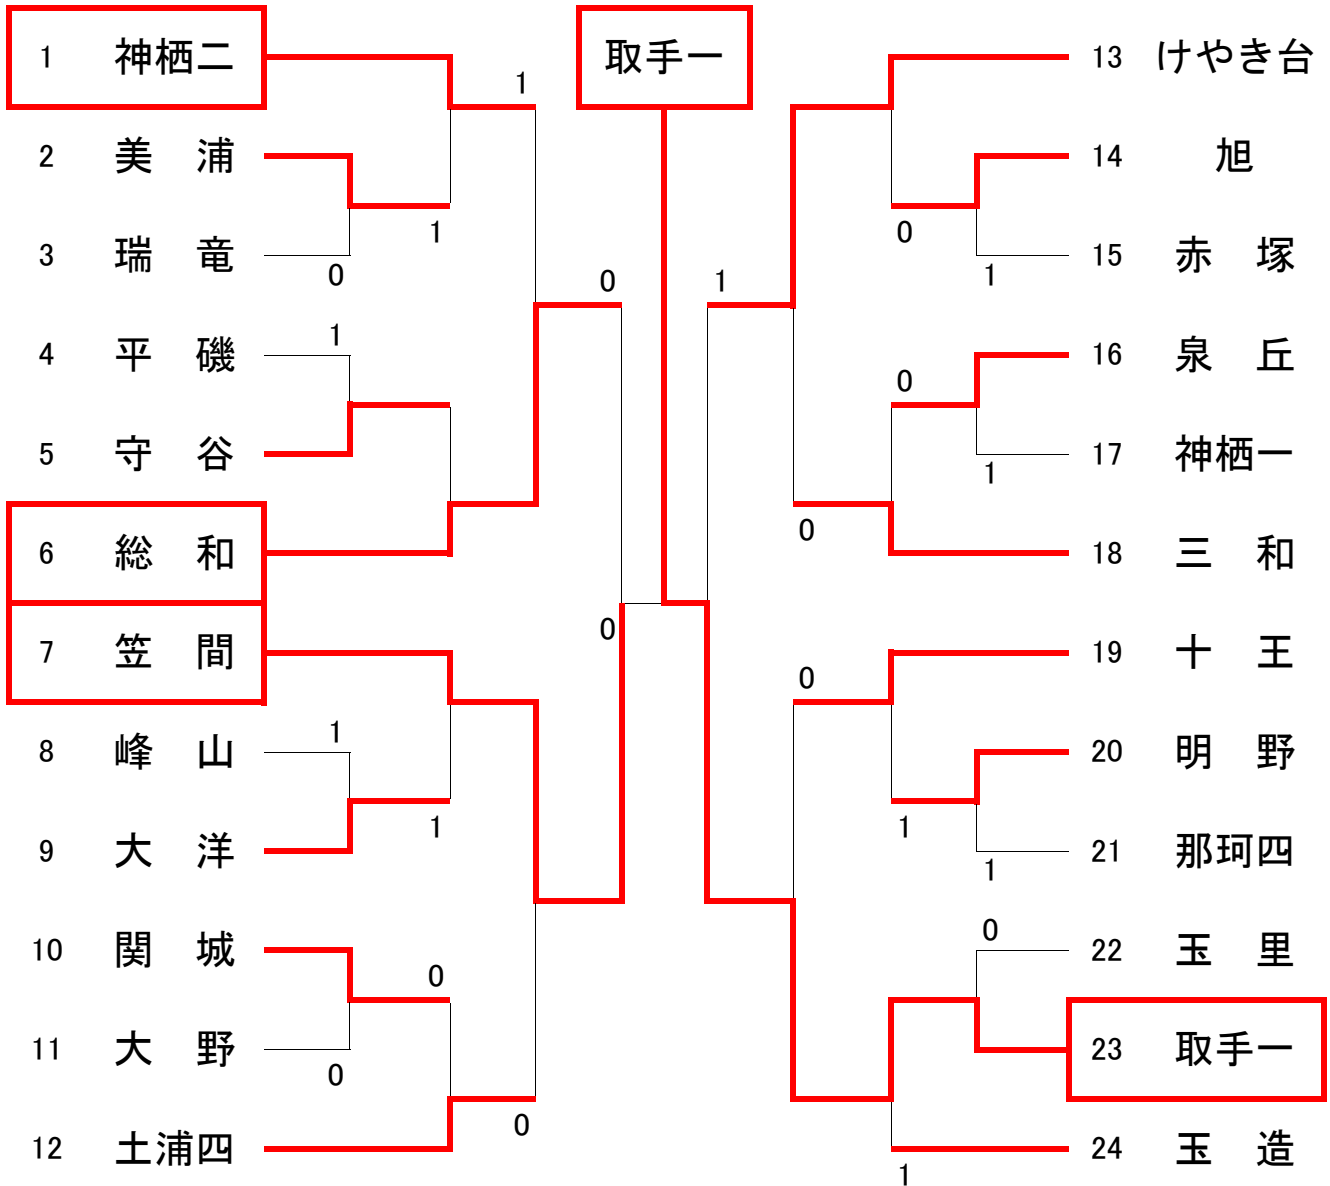 取手一
1 神栖二
1
2 美 浦
1
3 瑞 竜
0
0
4 平 磯
1
5 守 谷
6 総 和
7 笠 間
0
8 峰 山
1
9 大 洋
1
10 関 城
0
11 大 野
0
12 土浦四
0
13 けやき台
14 旭
0
15 赤 塚
1
1
16 泉 丘
0
17 神栖一
1
18 三 和
0
19 十 王
0
20 明 野
1
21 那珂四
1
22 玉 里
0
23 取手一
24 玉 造
1